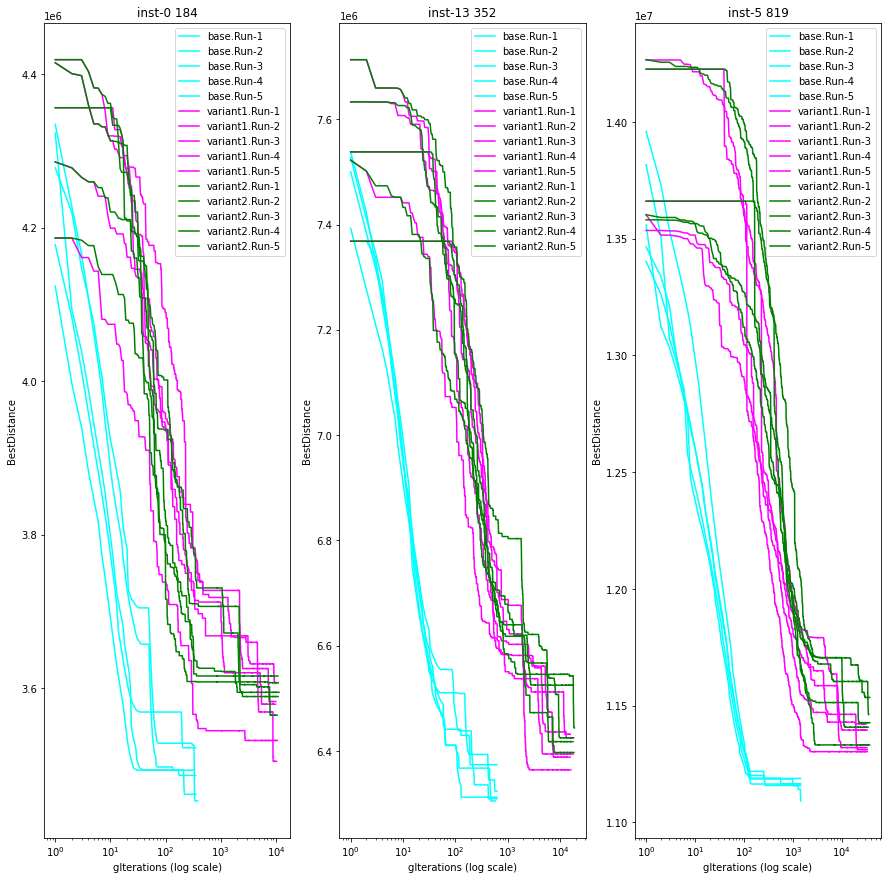 inst-0 184
1e6
4.4
4.2
4.0
3.8
3.6
BestDistance
10^0
10^1
10^2
10^3
10^4
gIterations (log scale)
base.Run-1
base.Run-2
base.Run-3
base.Run-4
base.Run-5
variant1.Run-1
variant1.Run-2
variant1.Run-3
variant1.Run-4
variant1.Run-5
variant2.Run-1
variant2.Run-2
variant2.Run-3
variant2.Run-4
variant2.Run-5
inst-13 352
1e6
7.6
7.4
7.2
7.0
6.8
6.6
6.4
BestDistance
10^0
10^1
10^2
10^3
10^4
gIterations (log scale)
base.Run-1
base.Run-2
base.Run-3
base.Run-4
base.Run-5
variant1.Run-1
variant1.Run-2
variant1.Run-3
variant1.Run-4
variant1.Run-5
variant2.Run-1
variant2.Run-2
variant2.Run-3
variant2.Run-4
variant2.Run-5
inst-5 819
1e7
1.40
1.35
1.30
1.25
1.20
1.15
1.10
BestDistance
10^0
10^1
10^2
10^3
10^4
gIterations (log scale)
base.Run-1
base.Run-2
base.Run-3
base.Run-4
base.Run-5
variant1.Run-1
variant1.Run-2
variant1.Run-3
variant1.Run-4
variant1.Run-5
variant2.Run-1
variant2.Run-2
variant2.Run-3
variant2.Run-4
variant2.Run-5